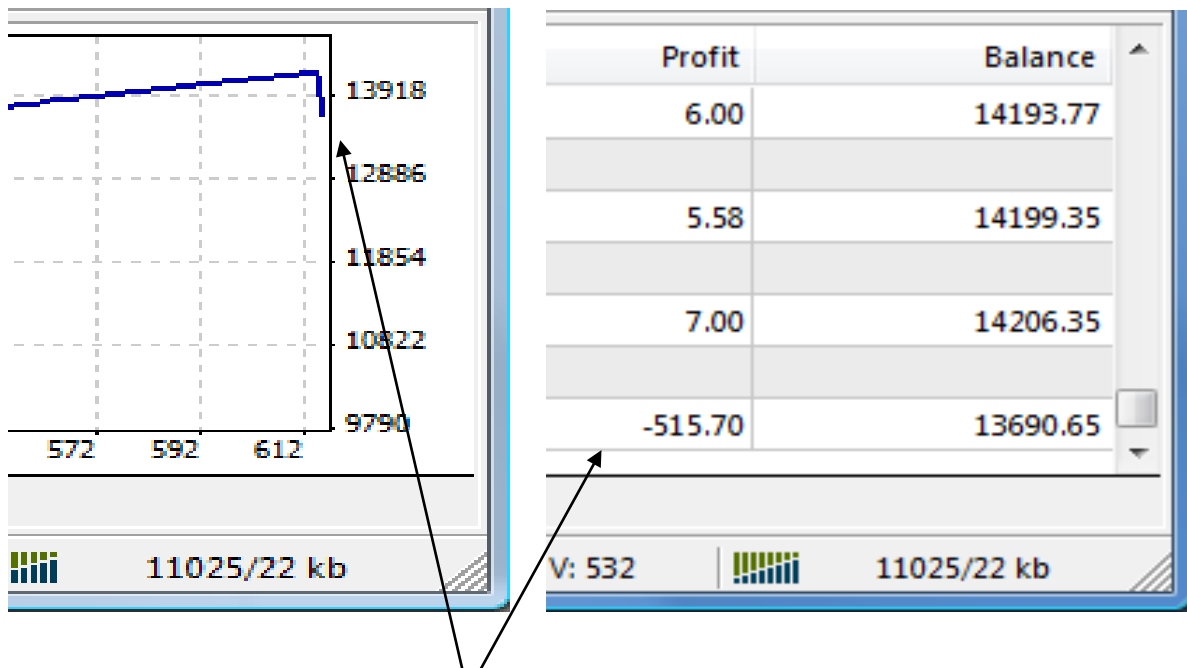 13918
12886
11854
10822
9790
572 592 612
11025/22 kb
Profit Balance
6.00 14193.77
5.58 14199.35
7.00 14206.35
-515.70 13690.65
V: 532 11025/22 kb